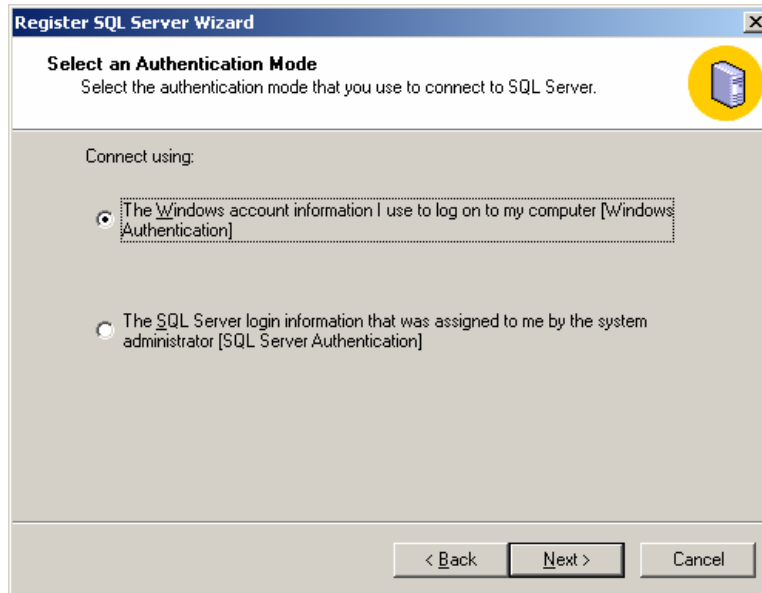 Register SQL Server Wizard
Select an Authentication Mode
Select the authentication mode that you use to connect to SQL Server.
Connect using:
The Windows account information I use to log on to my computer [Windows
Authentication]
The SQL Server login information that was assigned to me by the system
administrator [SQL Server Authentication]
< Back
Next >
Cancel